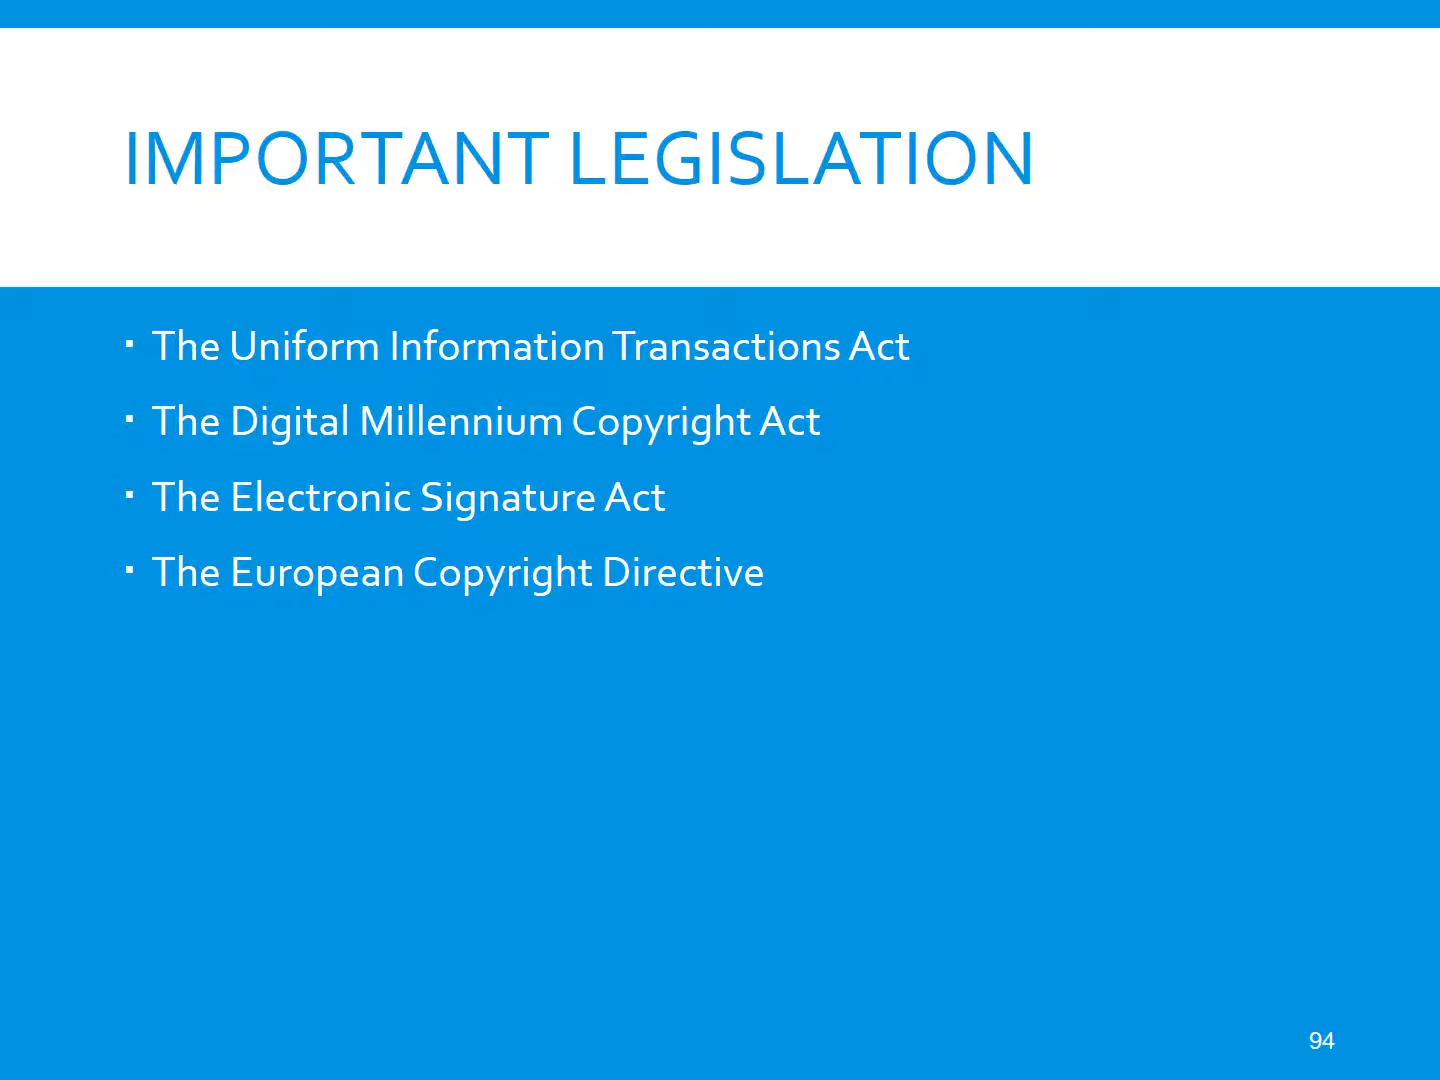 IMPORTANT LEGISLATION
▪ The Uniform Information Transactions Act
▪ The Digital Millennium Copyright Act
▪ The Electronic Signature Act
▪ The European Copyright Directive
94